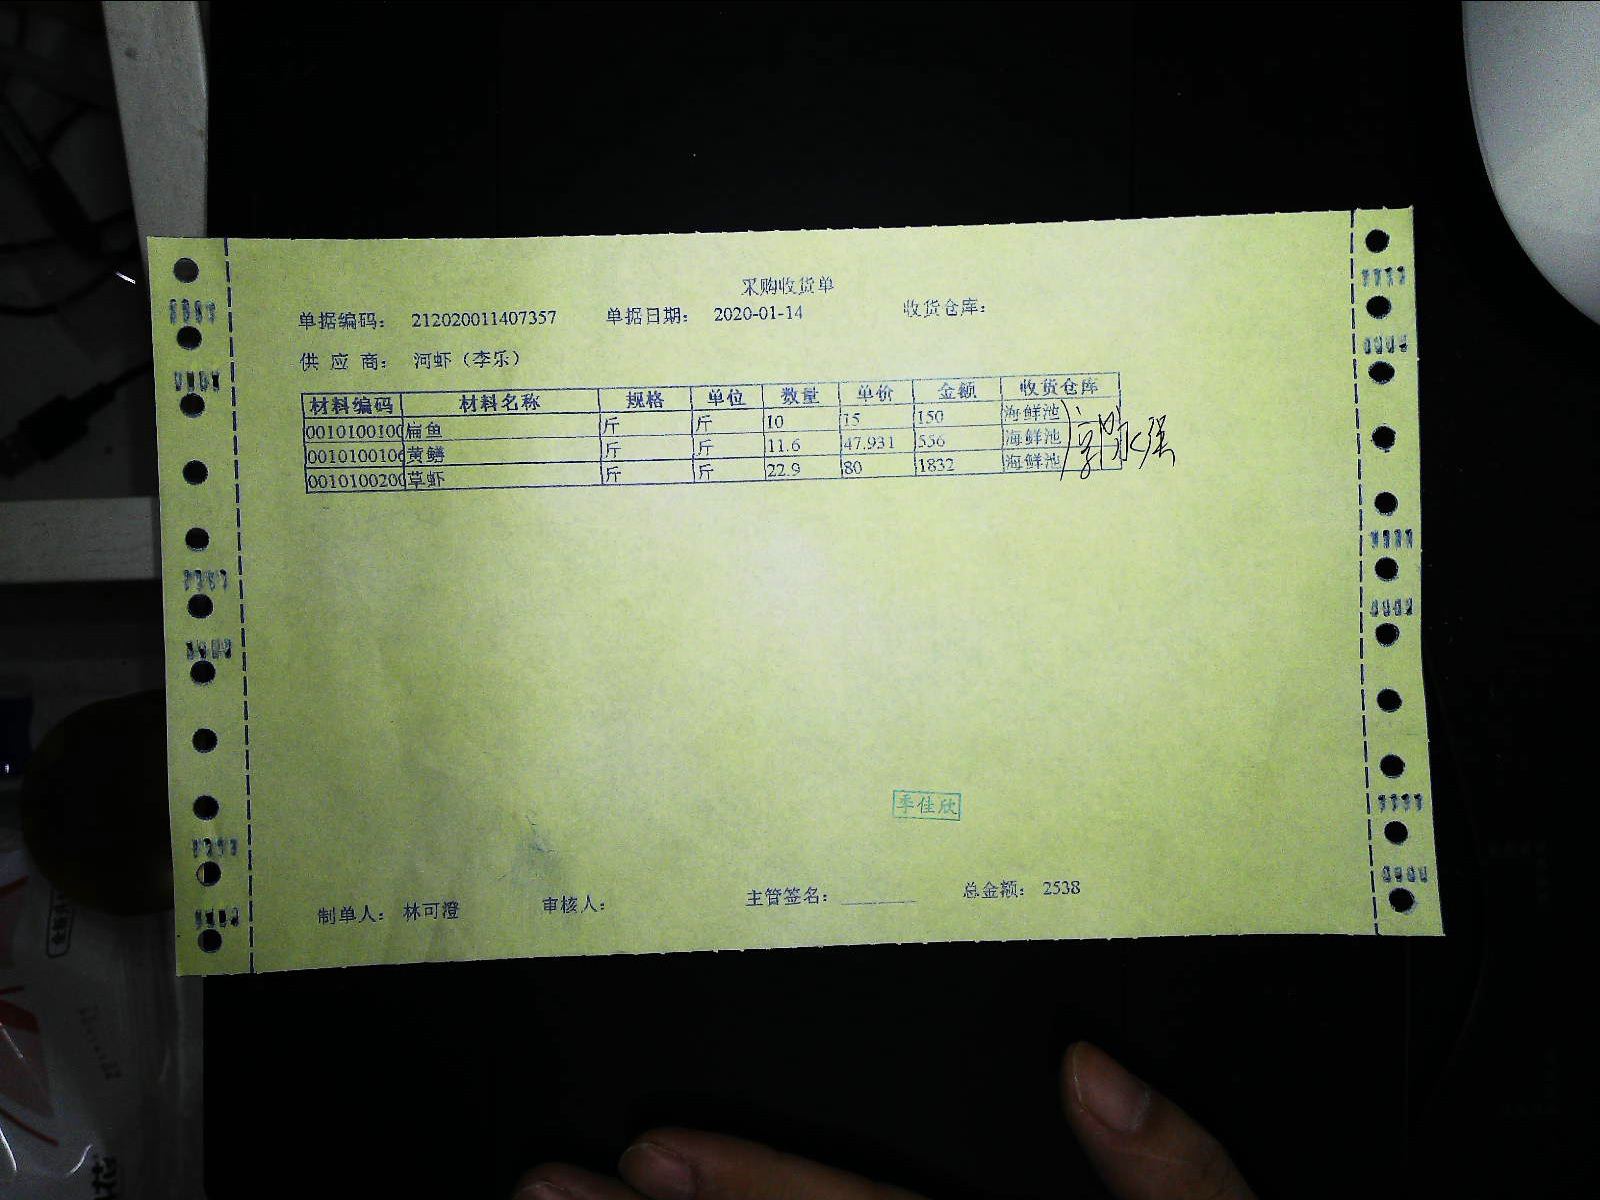 采购收货单
单据编码： 212020011407357 单据日期： 2020-01-14 收货仓库：
供 应 商： 河虾（李乐）
材料编码 材料名称 规格 单位 数量 单价 金额 收货仓库
0010100100 扁鱼 斤 斤 10 15 150 海鲜池
0010100106 黄鳝 斤 斤 11.6 47.931 556 海鲜池
0010100200 草虾 斤 斤 22.9 80 1832 海鲜池
季佳欣
制单人： 林可澄 审核人： 主管签名： 总金额： 2538